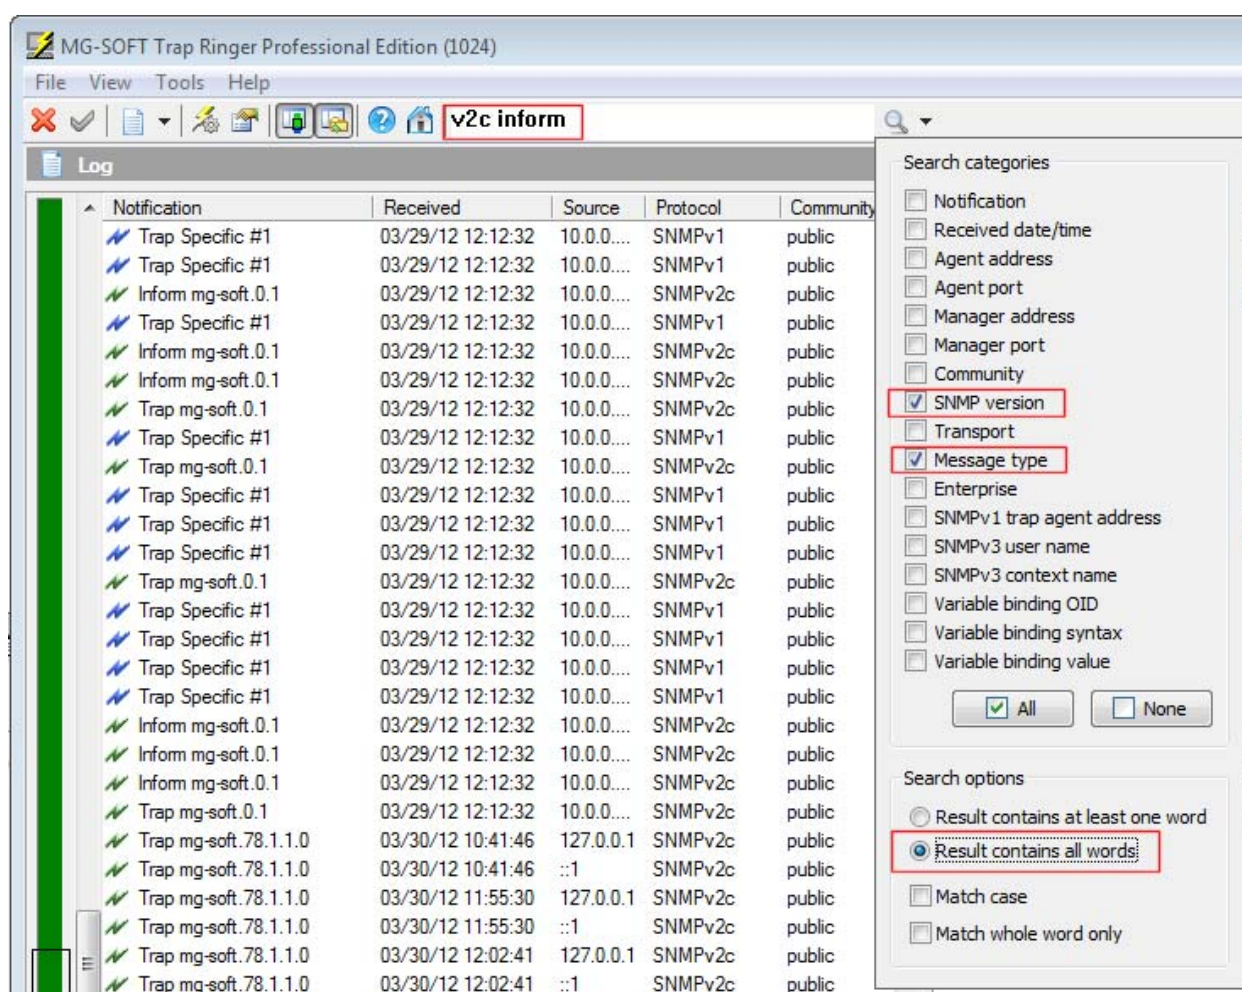 MG-SOFT Trap Ringer Professional Edition (1024)
File View Tools Help
v2c inform
Log
Notification Received Source Protocol Community
Trap Specific #1 03/29/12 12:12:32 10.0.0.... SNMPv1 public
Trap Specific #1 03/29/12 12:12:32 10.0.0.... SNMPv1 public
Inform mg-soft.0.1 03/29/12 12:12:32 10.0.0.... SNMPv2c public
Trap Specific #1 03/29/12 12:12:32 10.0.0.... SNMPv1 public
Inform mg-soft.0.1 03/29/12 12:12:32 10.0.0.... SNMPv2c public
Inform mg-soft.0.1 03/29/12 12:12:32 10.0.0.... SNMPv2c public
Trap mg-soft.0.1 03/29/12 12:12:32 10.0.0.... SNMPv2c public
Trap Specific #1 03/29/12 12:12:32 10.0.0.... SNMPv1 public
Trap mg-soft.0.1 03/29/12 12:12:32 10.0.0.... SNMPv2c public
Trap Specific #1 03/29/12 12:12:32 10.0.0.... SNMPv1 public
Trap Specific #1 03/29/12 12:12:32 10.0.0.... SNMPv1 public
Trap Specific #1 03/29/12 12:12:32 10.0.0.... SNMPv1 public
Trap mg-soft.0.1 03/29/12 12:12:32 10.0.0.... SNMPv2c public
Trap Specific #1 03/29/12 12:12:32 10.0.0.... SNMPv1 public
Trap Specific #1 03/29/12 12:12:32 10.0.0.... SNMPv1 public
Trap Specific #1 03/29/12 12:12:32 10.0.0.... SNMPv1 public
Trap Specific #1 03/29/12 12:12:32 10.0.0.... SNMPv1 public
Inform mg-soft.0.1 03/29/12 12:12:32 10.0.0.... SNMPv2c public
Inform mg-soft.0.1 03/29/12 12:12:32 10.0.0.... SNMPv2c public
Inform mg-soft.0.1 03/29/12 12:12:32 10.0.0.... SNMPv2c public
Trap mg-soft.0.1 03/29/12 12:12:32 10.0.0.... SNMPv2c public
Trap mg-soft.78.1.1.0 03/30/12 10:41:46 127.0.0.1 SNMPv2c public
Trap mg-soft.78.1.1.0 03/30/12 10:41:46 ::1 SNMPv2c public
Trap mg-soft.78.1.1.0 03/30/12 11:55:30 127.0.0.1 SNMPv2c public
Trap mg-soft.78.1.1.0 03/30/12 11:55:30 ::1 SNMPv2c public
Trap mg-soft.78.1.1.0 03/30/12 12:02:41 127.0.0.1 SNMPv2c public
Trap mg-soft.78.1.1.0 03/30/12 12:02:41 ::1 SNMPv2c public
Search categories
Notification
Received date/time
Agent address
Agent port
Manager address
Manager port
Community
SNMP version
Transport
Message type
Enterprise
SNMPv1 trap agent address
SNMPv3 user name
SNMPv3 context name
Variable binding OID
Variable binding syntax
Variable binding value
All None
Search options
Result contains at least one word
Result contains all words
Match case
Match whole word only